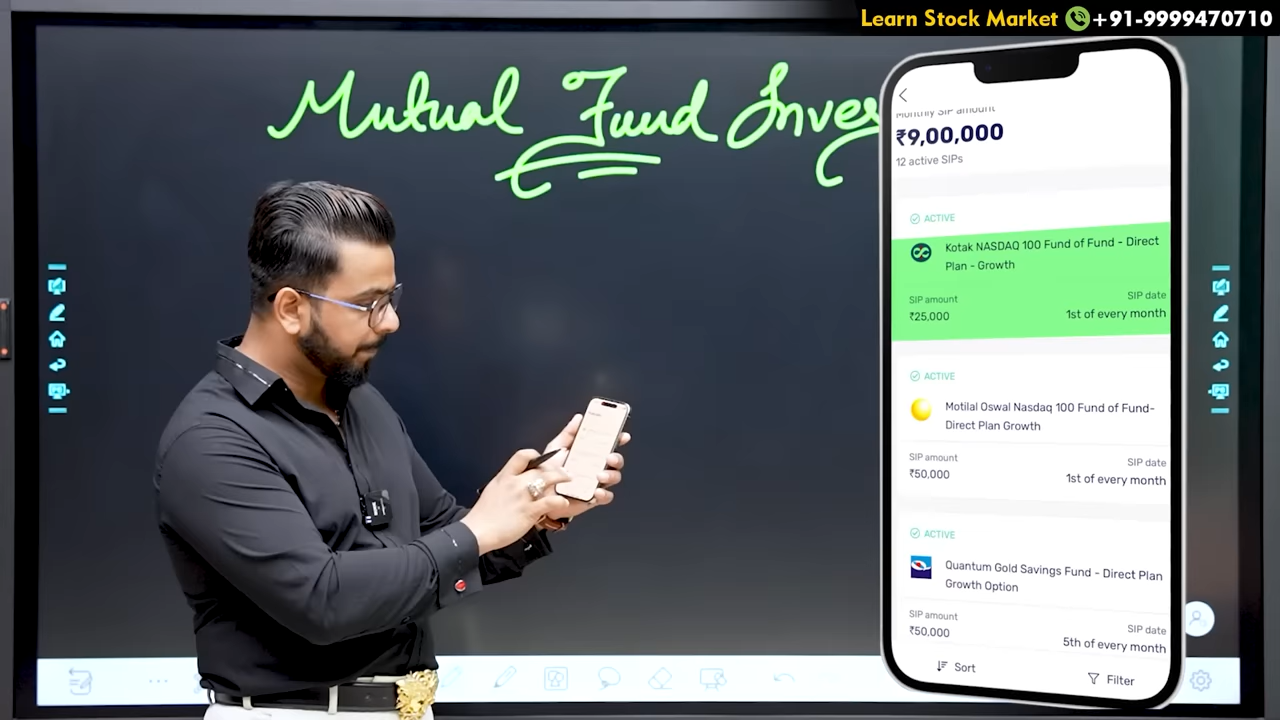 Learn Stock Market +91-9999470710
Mutual Fund Inves
Monthly SIP amount
₹9,00,000
12 active SIPs
ACTIVE
Kotak NASDAQ 100 Fund of Fund - Direct
Plan - Growth
SIP amount
SIP date
₹25,000
1st of every month
ACTIVE
Motilal Oswal Nasdaq 100 Fund of Fund-
Direct Plan Growth
SIP amount
SIP date
₹50,000
1st of every month
ACTIVE
Quantum Gold Savings Fund - Direct Plan
Growth Option
SIP amount
SIP date
₹50,000
5th of every month
Sort
Filter